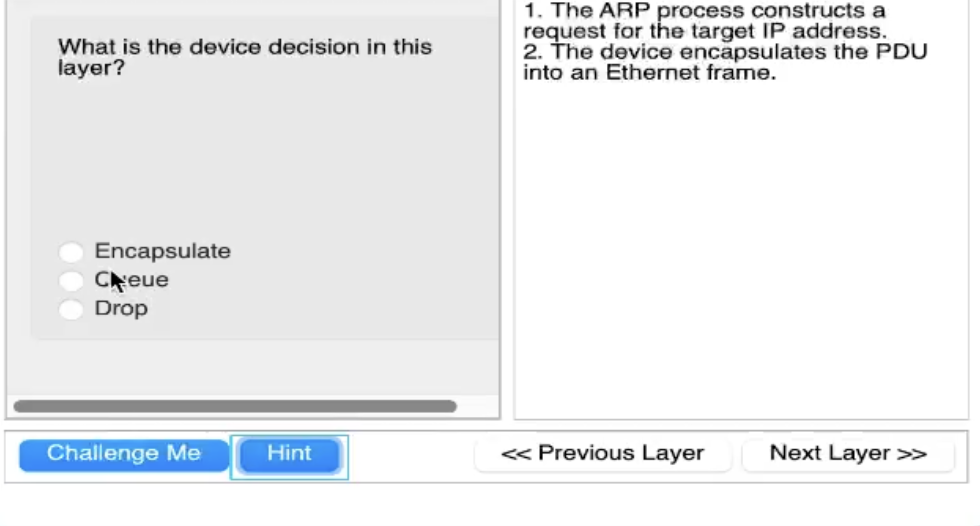 1. The ARP process constructs a
request for the target IP address.
2. The device encapsulates the PDU
into an Ethernet frame.
What is the device decision in this
layer?
Encapsulate
Queue
Drop
Challenge Me
Hint
<< Previous Layer
Next Layer >>